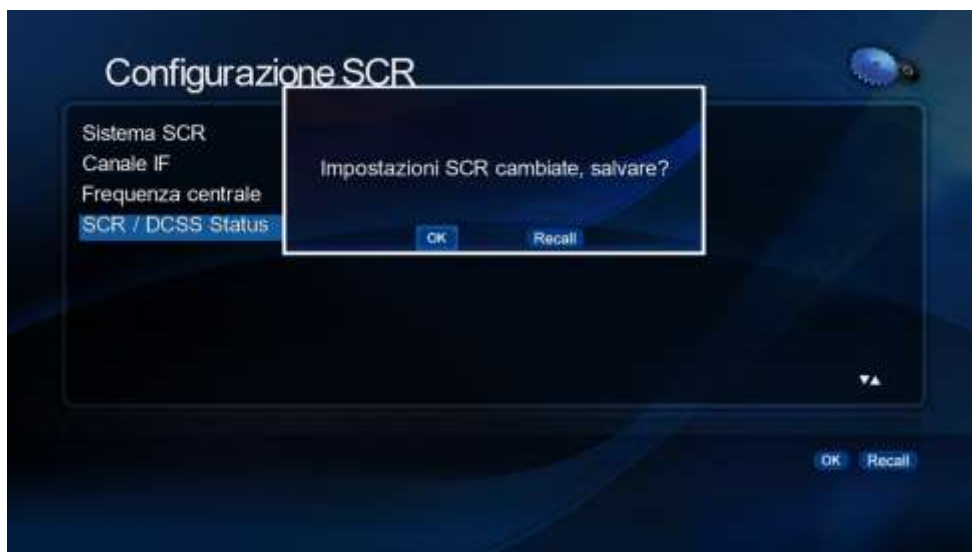 Configurazione SCR
Sistema SCR
Canale IF
Frequenza centrale
SCR / DCSS Status
Impostazioni SCR cambiate, salvare?
OK Recall
OK Recall